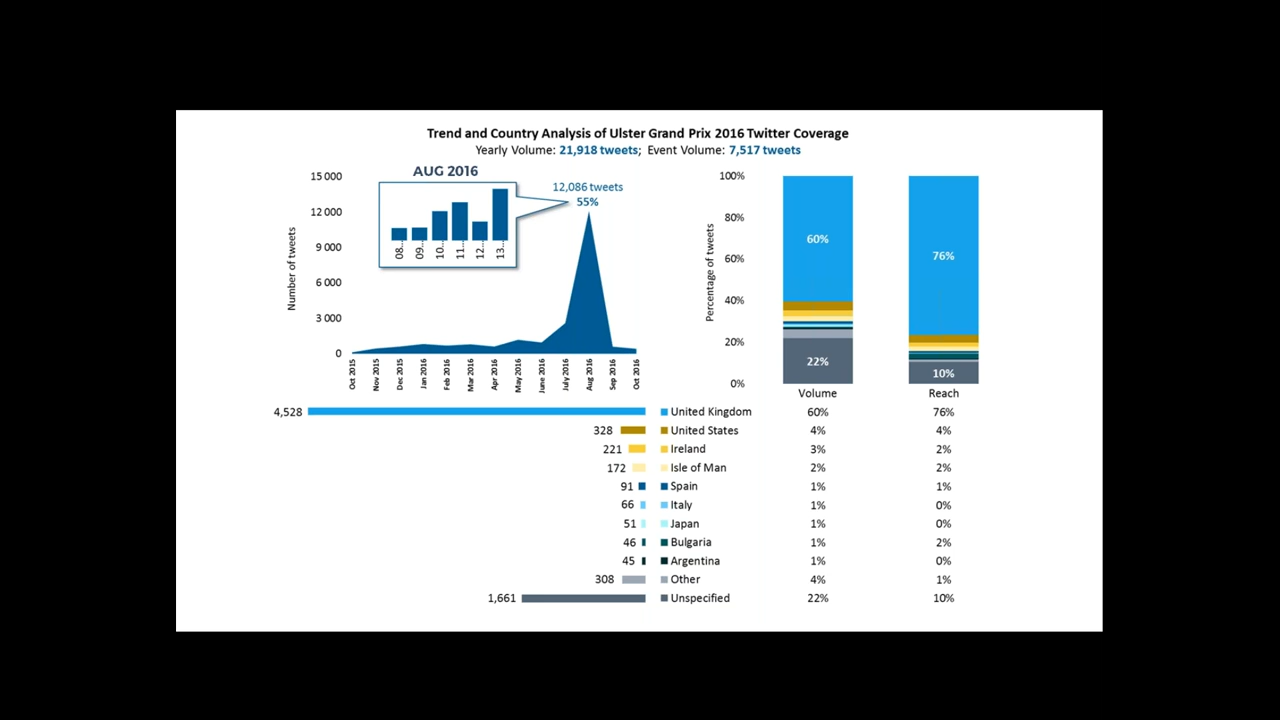 Trend and Country Analysis of Ulster Grand Prix 2016 Twitter Coverage
Yearly Volume: 21,918 tweets; Event Volume: 7,517 tweets
AUG 2016
12,086 tweets
55%
Number of tweets
15 000
12 000
9 000
6 000
3 000
0
08...
09...
10...
11...
12...
13...
Oct 2015
Nov 2015
Dec 2015
Jan 2016
Feb 2016
Mar 2016
Apr 2016
May 2016
June 2016
July 2016
Aug 2016
Sep 2016
Oct 2016
Percentage of tweets
100%
80%
60%
40%
20%
0%
60%
22%
76%
10%
Volume Reach
4,528 United Kingdom 60% 76%
328 United States 4% 4%
221 Ireland 3% 2%
172 Isle of Man 2% 2%
91 Spain 1% 1%
66 Italy 1% 0%
51 Japan 1% 0%
46 Bulgaria 1% 2%
45 Argentina 1% 0%
308 Other 4% 1%
1,661 Unspecified 22% 10%